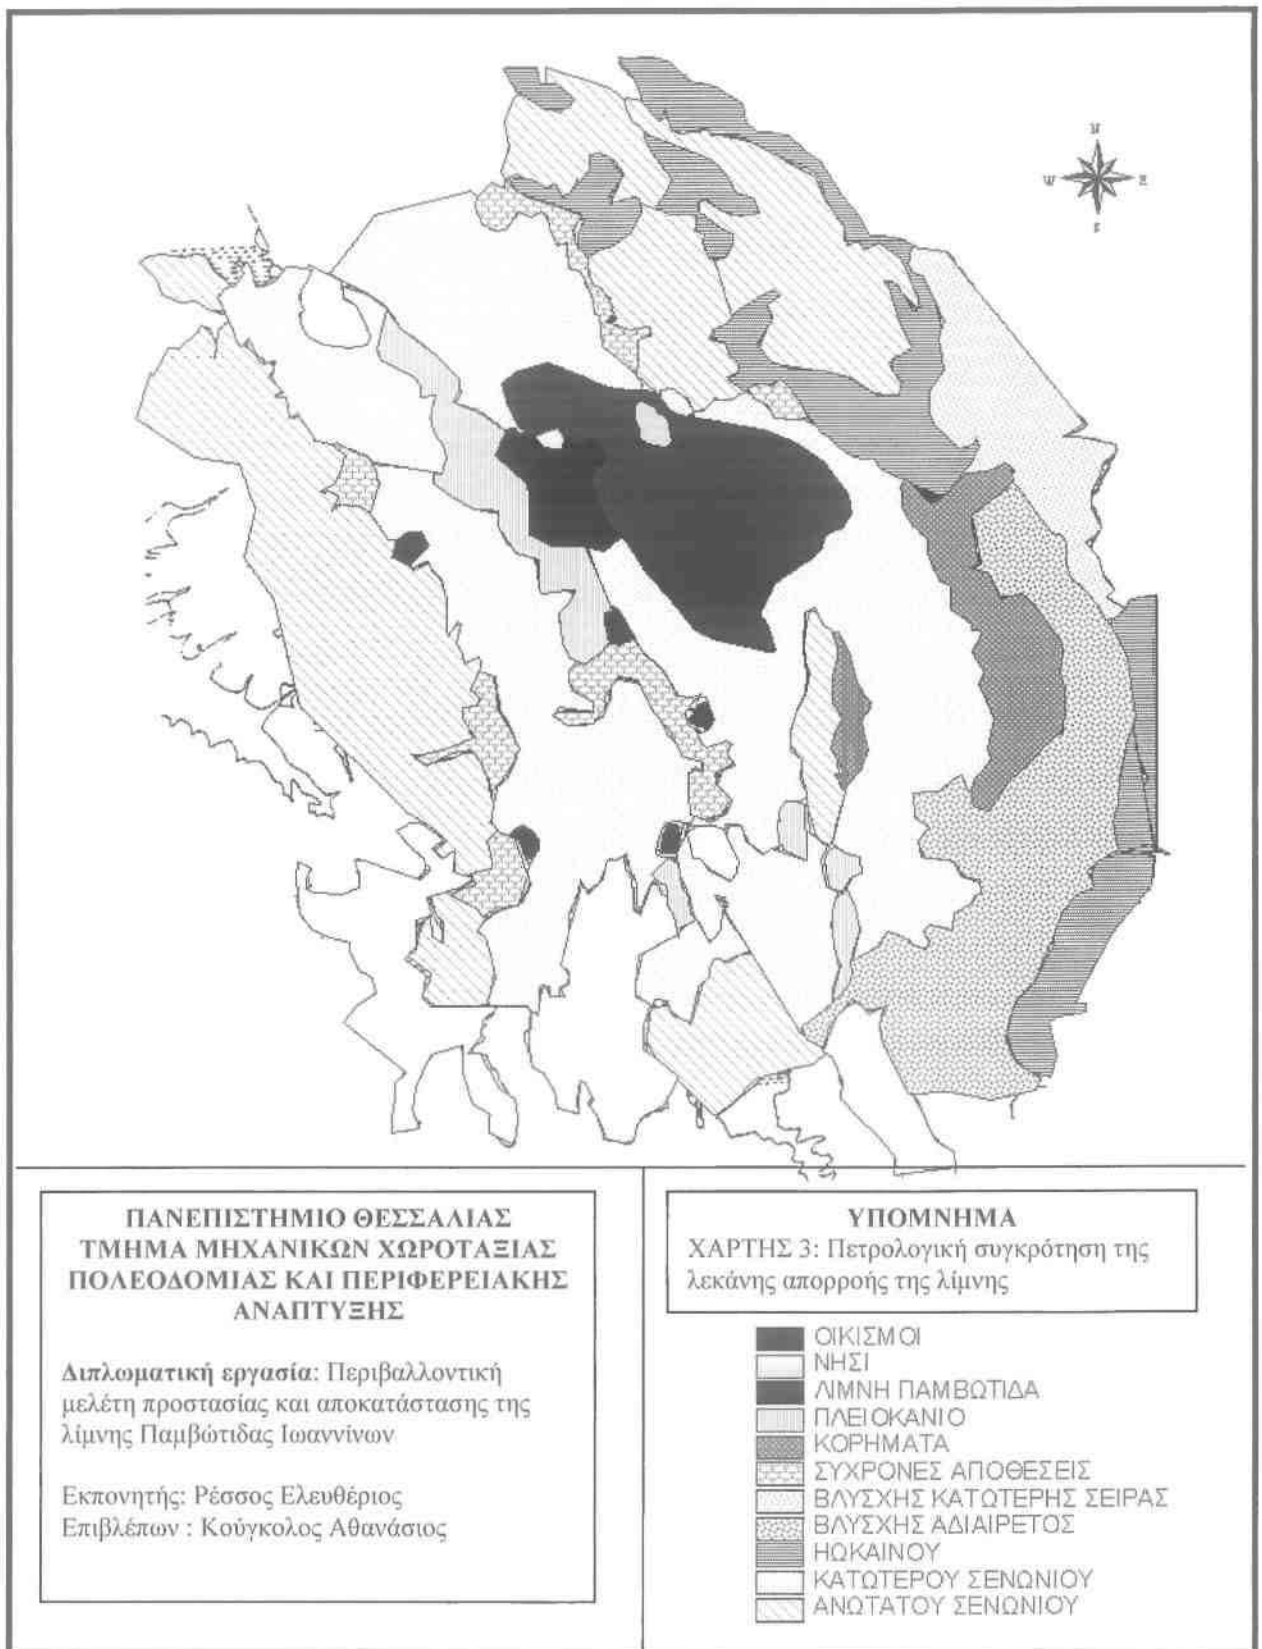 N
W E
S
ΠΑΝΕΠΙΣΤΗΜΙΟ ΘΕΣΣΑΛΙΑΣ
ΤΜΗΜΑ ΜΗΧΑΝΙΚΩΝ ΧΩΡΟΤΑΞΙΑΣ
ΠΟΛΕΟΔΟΜΙΑΣ ΚΑΙ ΠΕΡΙΦΕΡΕΙΑΚΗΣ
ΑΝΑΠΤΥΞΗΣ
Διπλωματική εργασία: Περιβαλλοντική
μελέτη προστασίας και αποκατάστασης της
λίμνης Παμβώτιδας Ιωαννίνων
Εκπονητής: Ρέσσος Ελευθέριος
Επιβλέπων : Κούγκολος Αθανάσιος
ΥΠΟΜΝΗΜΑ
ΧΑΡΤΗΣ 3: Πετρολογική συγκρότηση της
λεκάνης απορροής της λίμνης
ΟΙΚΙΣΜΟΙ
ΝΗΣΙ
ΛΙΜΝΗ ΠΑΜΒΩΤΙΔΑ
ΠΛΕΙΟΚΑΝΙΟ
ΚΟΡΗΜΑΤΑ
ΣΥΧΡΟΝΕΣ ΑΠΟΘΕΣΕΙΣ
ΒΛΥΣΧΗΣ ΚΑΤΩΤΕΡΗΣ ΣΕΙΡΑΣ
ΒΛΥΣΧΗΣ ΑΔΙΑΙΡΕΤΟΣ
ΗΩΚΑΙΝΟΥ
ΚΑΤΩΤΕΡΟΥ ΣΕΝΩΝΙΟΥ
ΑΝΩΤΑΤΟΥ ΣΕΝΩΝΙΟΥ